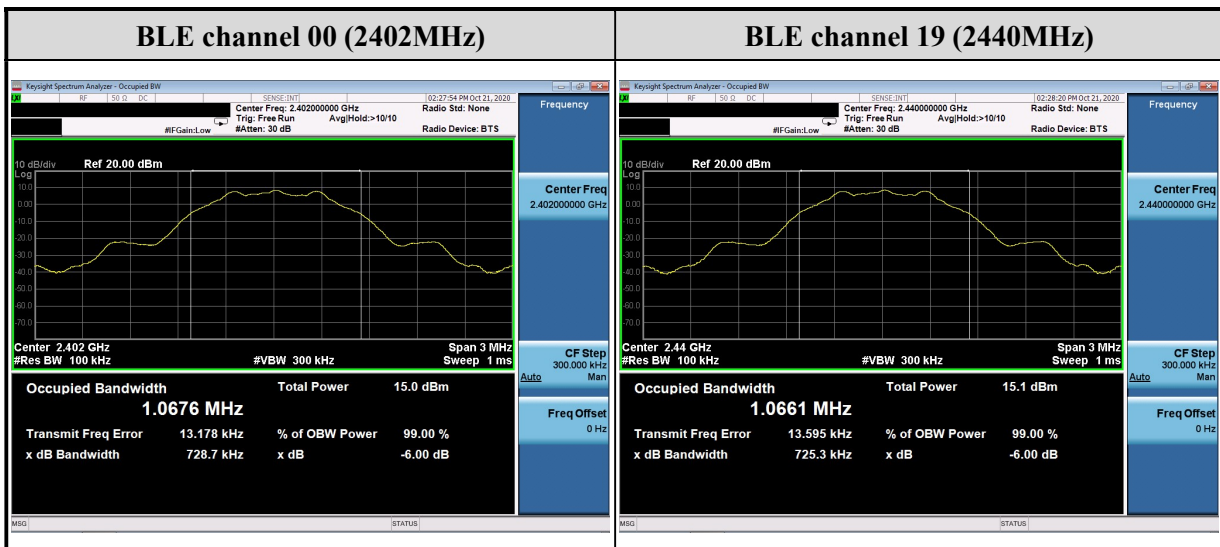 BLE channel 00 (2402MHz)
BLE channel 19 (2440MHz)
Keysight Spectrum Analyzer - Occupied BW
RF 50 Ω DC SENSE:INT 02:27:54 PM Oct 21, 2020
Center Freq: 2.402000000 GHz Radio Std: None
Trig: Free Run Avg|Hold:>10/10
#IFGain:Low #Atten: 30 dB Radio Device: BTS
10 dB/div Ref 20.00 dBm
Log
10.0
0.00
-10.0
-20.0
-30.0
-40.0
-50.0
-60.0
-70.0
Center 2.402 GHz Span 3 MHz
#Res BW 100 kHz #VBW 300 kHz Sweep 1 ms
Occupied Bandwidth Total Power 15.0 dBm
1.0676 MHz
Transmit Freq Error 13.178 kHz % of OBW Power 99.00 %
x dB Bandwidth 728.7 kHz x dB -6.00 dB
MSG STATUS
Frequency
Center Freq
2.402000000 GHz
CF Step
300.000 kHz
Auto Man
Freq Offset
0 Hz
Keysight Spectrum Analyzer - Occupied BW
RF 50 Ω DC SENSE:INT 02:28:20 PM Oct 21, 2020
Center Freq: 2.440000000 GHz Radio Std: None
Trig: Free Run Avg|Hold:>10/10
#IFGain:Low #Atten: 30 dB Radio Device: BTS
10 dB/div Ref 20.00 dBm
Log
10.0
0.00
-10.0
-20.0
-30.0
-40.0
-50.0
-60.0
-70.0
Center 2.44 GHz Span 3 MHz
#Res BW 100 kHz #VBW 300 kHz Sweep 1 ms
Occupied Bandwidth Total Power 15.1 dBm
1.0661 MHz
Transmit Freq Error 13.595 kHz % of OBW Power 99.00 %
x dB Bandwidth 725.3 kHz x dB -6.00 dB
MSG STATUS
Frequency
Center Freq
2.440000000 GHz
CF Step
300.000 kHz
Auto Man
Freq Offset
0 Hz